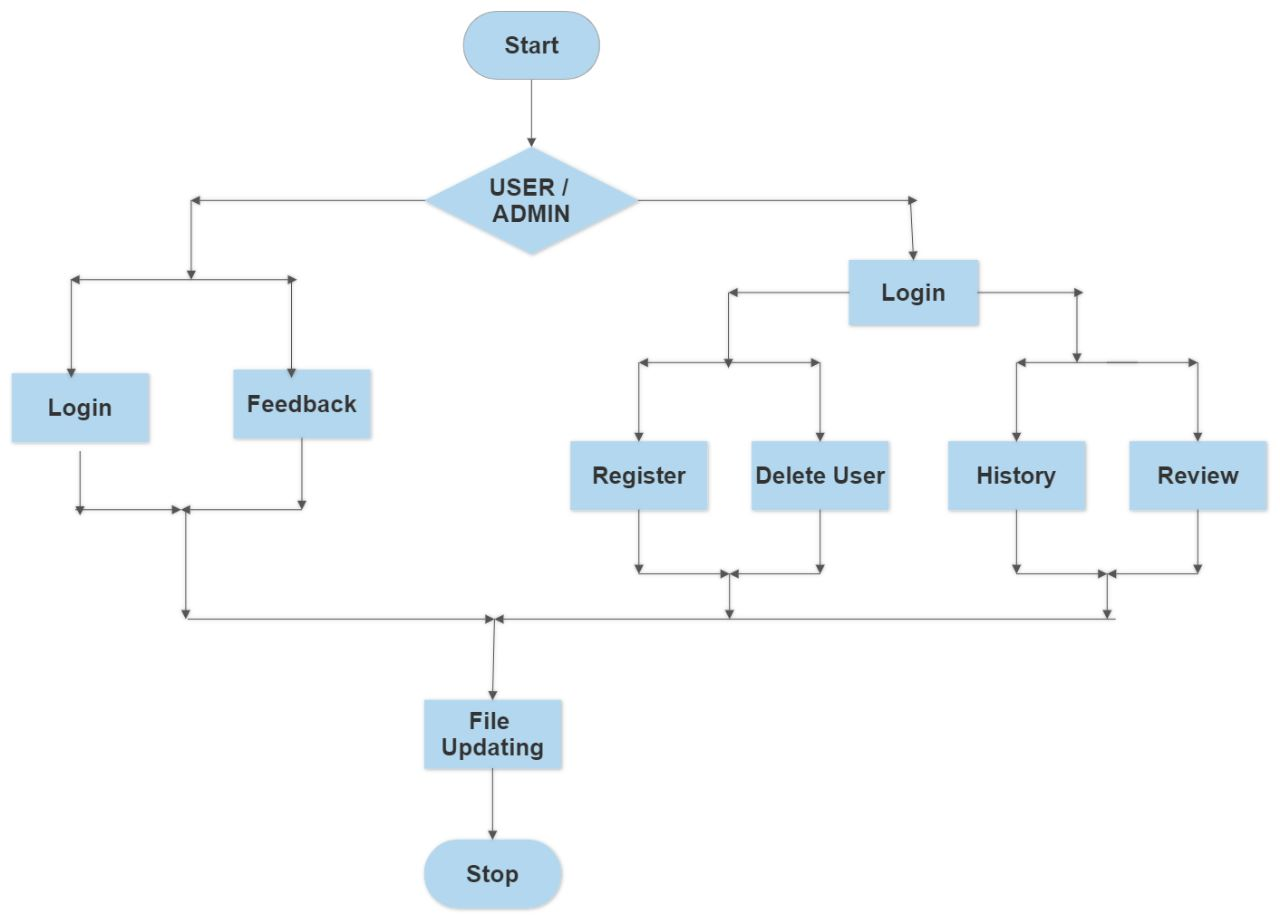 Start
USER /
ADMIN
Login
Login
Feedback
Register
Delete User
History
Review
File
Updating
Stop